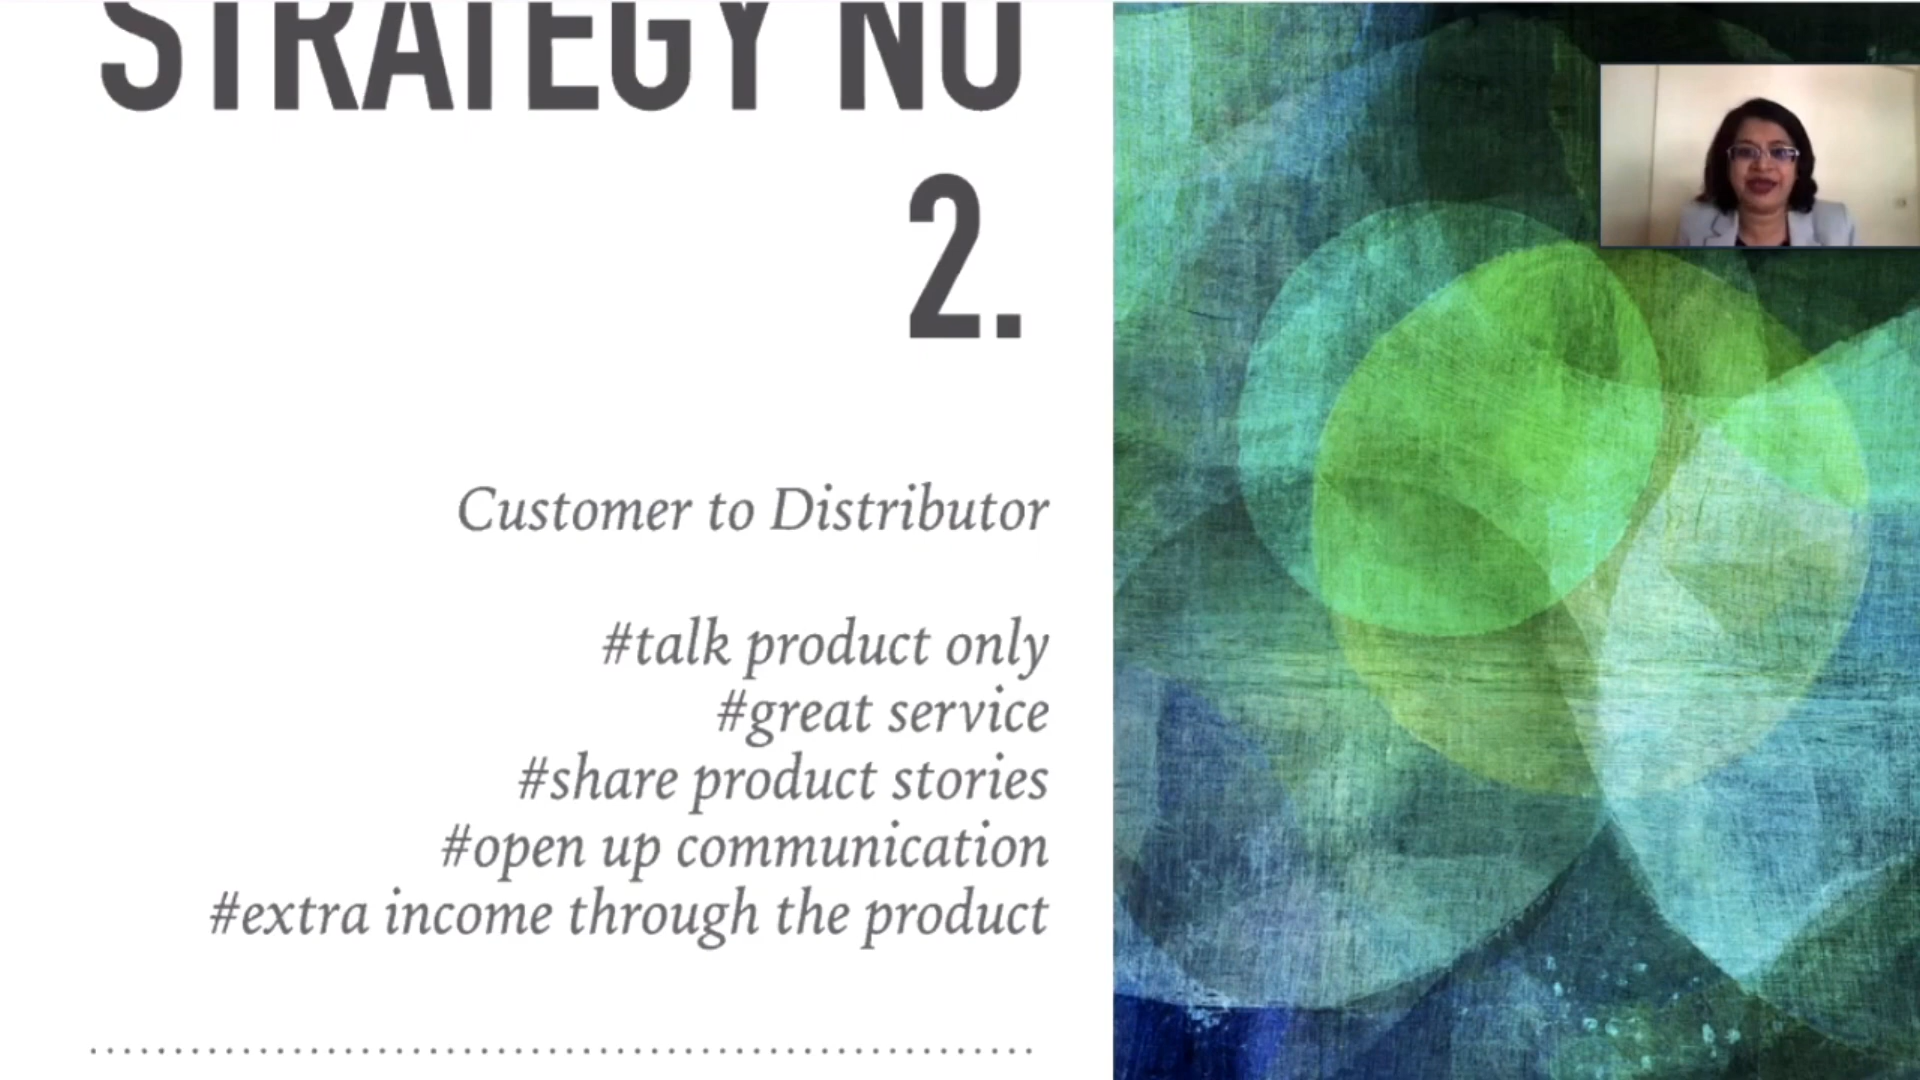 STRATEGY NO
2.
Customer to Distributor
#talk product only
#great service
#share product stories
#open up communication
#extra income through the product